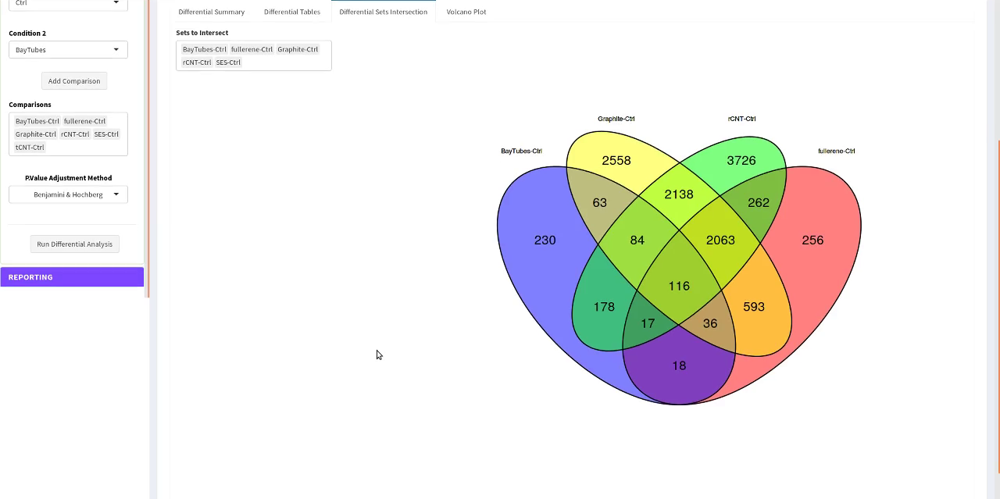 Ctrl
Condition 2
BayTubes
Add Comparison
Comparisons
BayTubes-Ctrl fullerene-Ctrl
Graphite-Ctrl rCNT-Ctrl SES-Ctrl
tCNT-Ctrl
P.Value Adjustment Method
Benjamini & Hochberg
Run Differential Analysis
REPORTING
Differential Summary Differential Tables Differential Sets Intersection Volcano Plot
Sets to Intersect
BayTubes-Ctrl fullerene-Ctrl Graphite-Ctrl
rCNT-Ctrl SES-Ctrl
Graphite-Ctrl rCNT-Ctrl
BayTubes-Ctrl fullerene-Ctrl
2558 3726
2138
63 262
230 84 2063 256
116
178 593
17 36
18